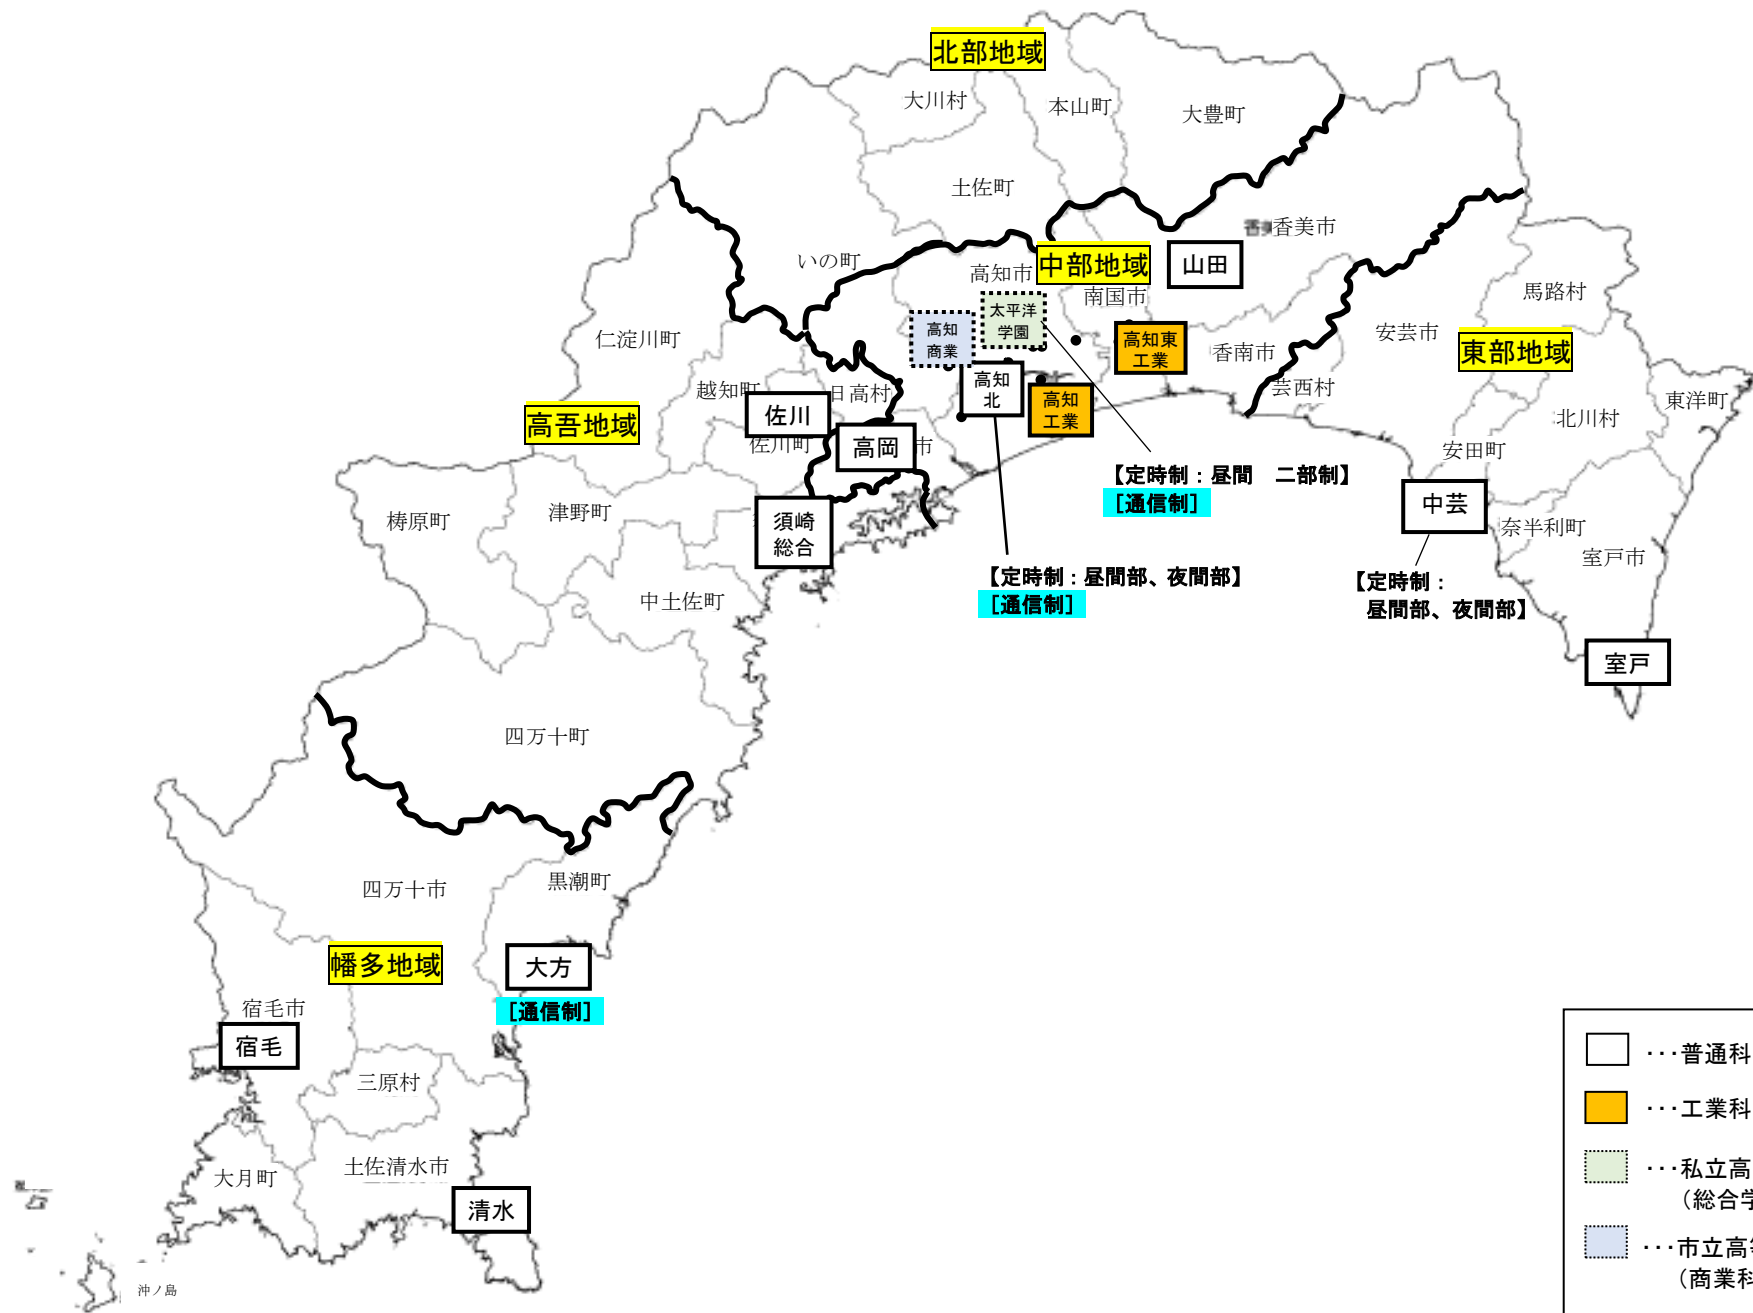 北部地域
大川村
本山町
大豊町
土佐町
香美市
いの町
高知市
中部地域
山田
南国市
馬路村
太平洋
学園
高知
商業
高知東
工業
仁淀川町
安芸市
東部地域
香南市
越知町
日高村
高知
北
芸西村
東洋町
佐川
高知
工業
高吾地域
北川村
佐川町
高岡
市
安田町
【定時制：昼間　二部制】
［通信制］
中芸
梼原町
津野町
須崎
総合
奈半利町
室戸市
【定時制：昼間部、夜間部】
［通信制］
【定時制：
昼間部、夜間部】
中土佐町
室戸
四万十町
四万十市
黒潮町
幡多地域
大方
［通信制］
宿毛市
宿毛
三原村
大月町
土佐清水市
清水
沖ノ島
･･･普通科
･･･工業科
･･･私立高
（総合学
･･･市立高等
（商業科